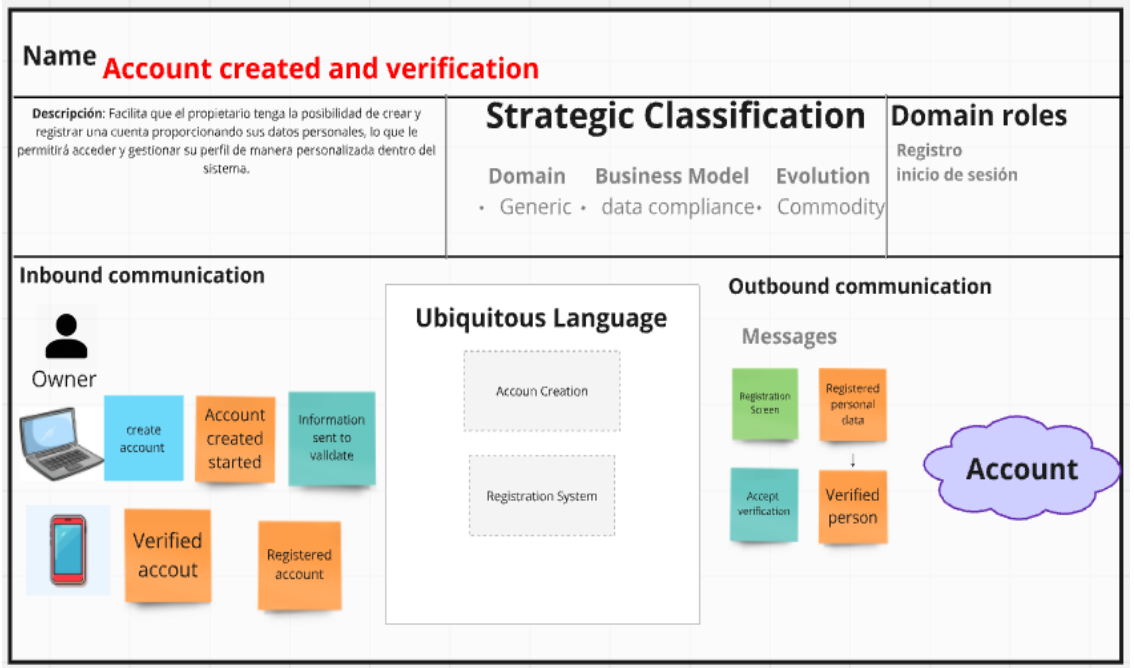 Name
Account created and verification
Descripción: Facilita que el propietario tenga la posibilidad de crear y
registrar una cuenta proporcionando sus datos personales, lo que le
permitirá acceder y gestionar su perfil de manera personalizada dentro del
sistema.
Strategic Classification
Domain
Business Model
Evolution
• Generic
• data compliance
• Commodity
Domain roles
Registro
inicio de sesión
Inbound communication
Owner
create
account
Account
created
started
Information
sent to
validate
Verified
accout
Registered
account
Ubiquitous Language
Accoun Creation
Registration System
Outbound communication
Messages
Registration
Screen
Registered
personal
data
Accept
verification
↓
Verified
person
Account